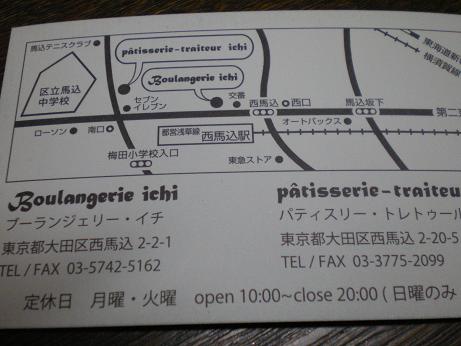 馬込テニスクラブ
pâtisserie-traiteur ichi
東海道新
横須賀線
Boulangerie ichi
区立馬込
中学校
セブン
イレブン
交番
西馬込
西口
馬込坂下
第二
ローソン
南口
都営浅草線 西馬込駅
オートバックス
梅田小学校入口
東急ストア
Boulangerie ichi
ブーランジェリー・イチ
東京都大田区西馬込 2-2-1
TEL / FAX 03-5742-5162
pâtisserie-traiteu
パティスリー・トレトゥール
東京都大田区西馬込 2-20-5
TEL / FAX 03-3775-2099
定休日 月曜・火曜 open 10:00~close 20:00 ( 日曜のみ